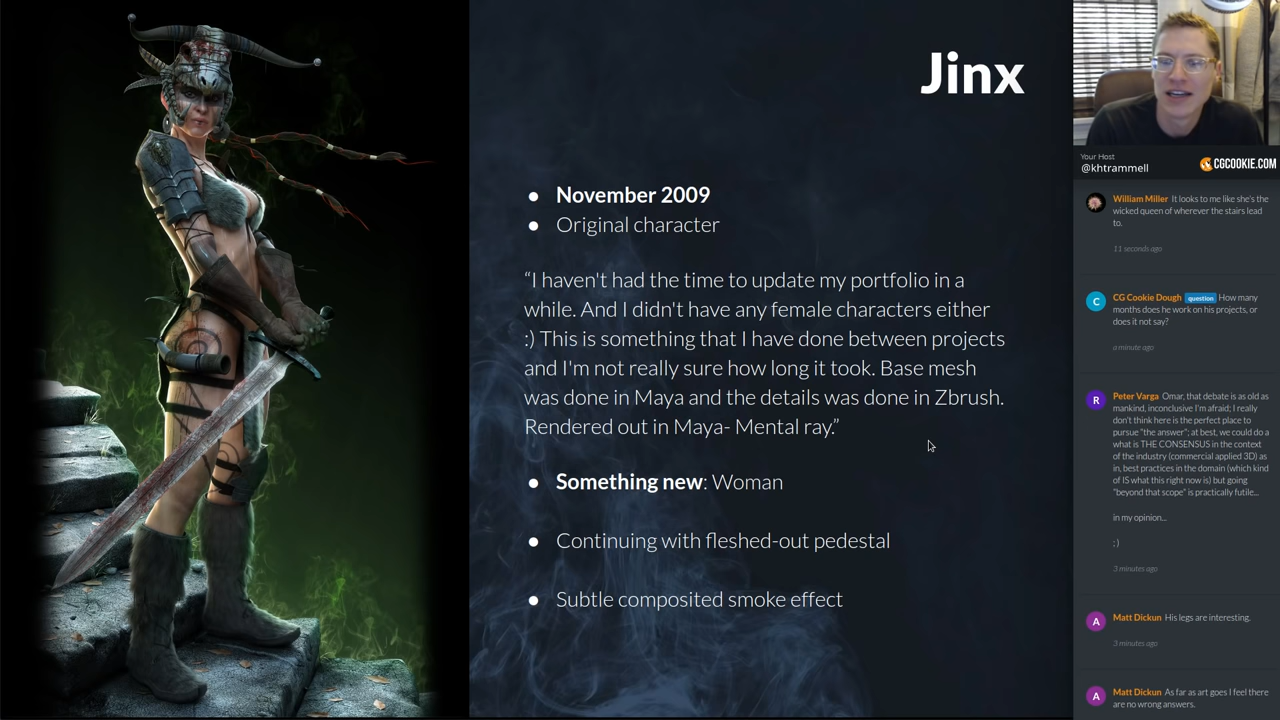 Jinx
● November 2009
● Original character
“I haven't had the time to update my portfolio in a
while. And I didn't have any female characters either
:) This is something that I have done between projects
and I'm not really sure how long it took. Base mesh
was done in Maya and the details was done in Zbrush.
Rendered out in Maya- Mental ray.”
● Something new: Woman
● Continuing with fleshed-out pedestal
● Subtle composited smoke effect
Your Host
@khtrammell
CGCOOKIE.COM
William Miller It looks to me like she's the
wicked queen of wherever the stairs lead
to.
11 seconds ago
C
CG Cookie Dough question How many
months does he work on his projects, or
does it not say?
a minute ago
R
Peter Varga Omar, that debate is as old as
mankind, inconclusive I'm afraid; I really
don't think here is the perfect place to
pursue "the answer"; at best, we could do a
what is THE CONSENSUS in the context
of the industry (commercial applied 3D) as
in, best practices in the domain (which kind
of IS what this right now is) but going
"beyond that scope" is practically futile...
in my opinion...
; )
3 minutes ago
A
Matt Dickun His legs are interesting.
3 minutes ago
A
Matt Dickun As far as art goes I feel there
are no wrong answers.